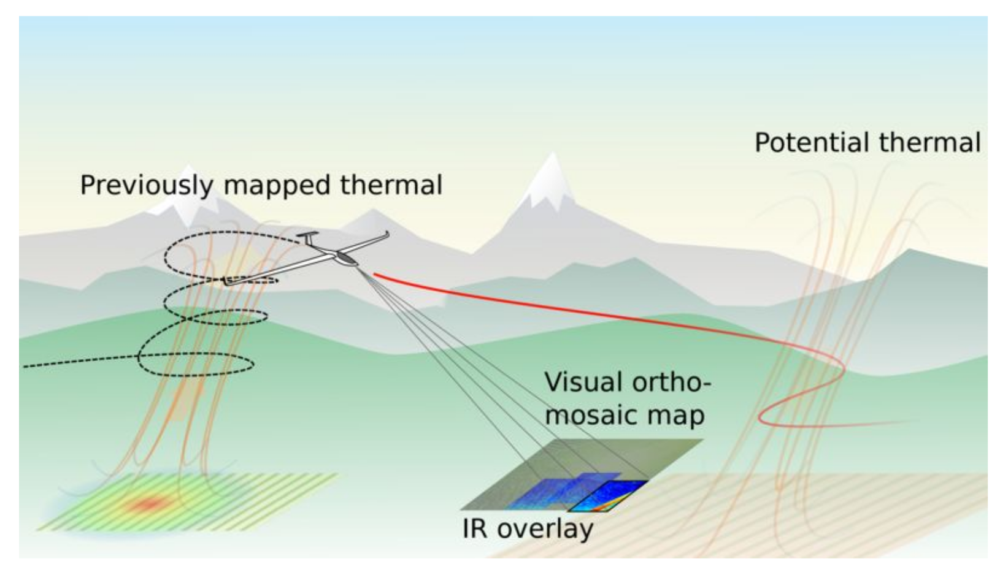 Potential thermal
Previously mapped thermal
Visual ortho-
mosaic map
IR overlay